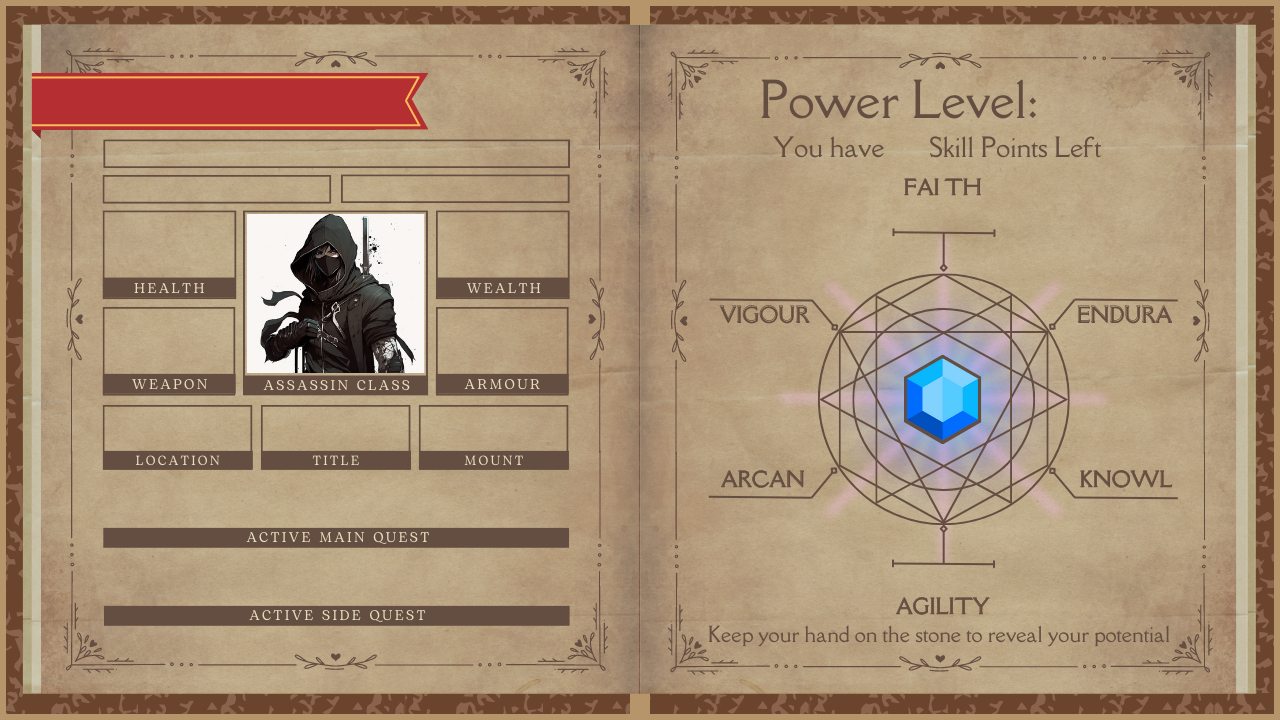 HEALTH
WEALTH
WEAPON
ASSASSIN CLASS
ARMOUR
LOCATION
TITLE
MOUNT
ACTIVE MAIN QUEST
ACTIVE SIDE QUEST
Power Level:
You have Skill Points Left
FAI TH
VIGOUR
ENDURA
ARCAN
KNOWL
AGILITY
Keep your hand on the stone to reveal your potential